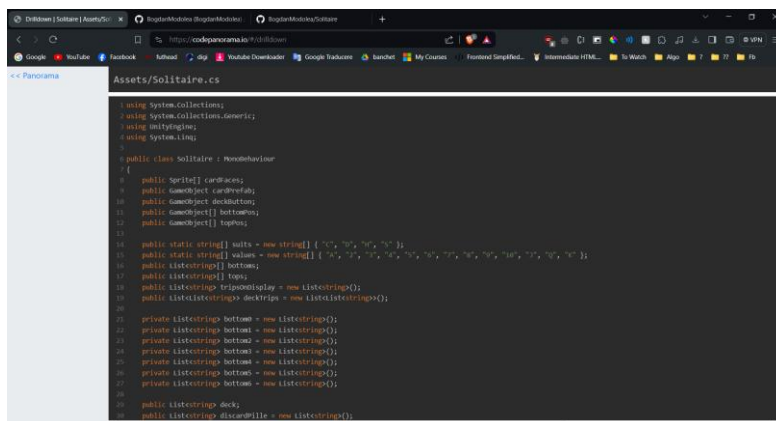 Drilldown | Solitaire | Assets/Sol
BogdanModolea (BogdanModolea)
BogdanModolea/Solitaire
https://codepanorama.io/#/drilldown
VPN
Google YouTube Facebook futhead digi Youtube Downloader Google Traducere banchet My Courses Frontend Simplified... Intermediate HTML... To Watch Algo ? ?? Fb
<< Panorama
Assets/Solitaire.cs
1 using System.Collections;
2 using System.Collections.Generic;
3 using UnityEngine;
4 using System.Linq;
5
6 public class Solitaire : MonoBehaviour
7 {
8 public Sprite[] cardFaces;
9 public GameObject cardPrefab;
10 public GameObject deckButton;
11 public GameObject[] bottomPos;
12 public GameObject[] topPos;
13
14 public static string[] suits = new string[] { "C", "D", "H", "S" };
15 public static string[] values = new string[] { "A", "2", "3", "4", "5", "6", "7", "8", "9", "10", "J", "Q", "K" };
16 public List<string>[] bottoms;
17 public List<string>[] tops;
18 public List<string> tripsOnDisplay = new List<string>();
19 public List<List<string>> deckTrips = new List<List<string>>();
20
21 private List<string> bottom0 = new List<string>();
22 private List<string> bottom1 = new List<string>();
23 private List<string> bottom2 = new List<string>();
24 private List<string> bottom3 = new List<string>();
25 private List<string> bottom4 = new List<string>();
26 private List<string> bottom5 = new List<string>();
27 private List<string> bottom6 = new List<string>();
28
29 public List<string> deck;
30 public List<string> discardPille = new List<string>();